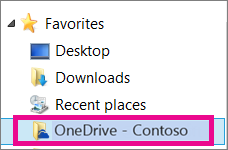 Favorites
Desktop
Downloads
Recent places
OneDrive - Contoso